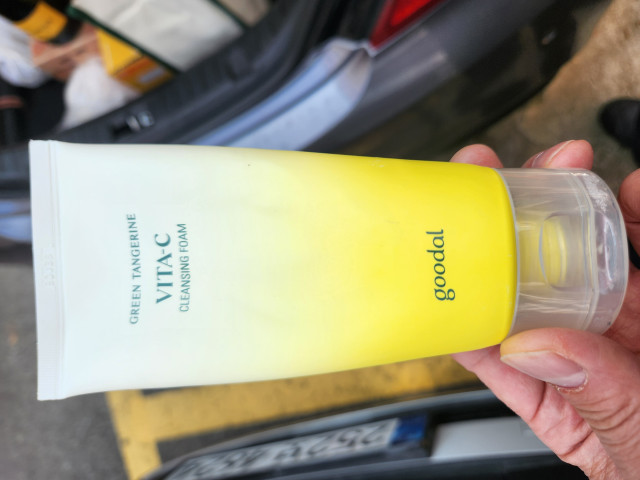 GREEN TANGERINE
VITA-C
CLEANSING FOAM
goodal